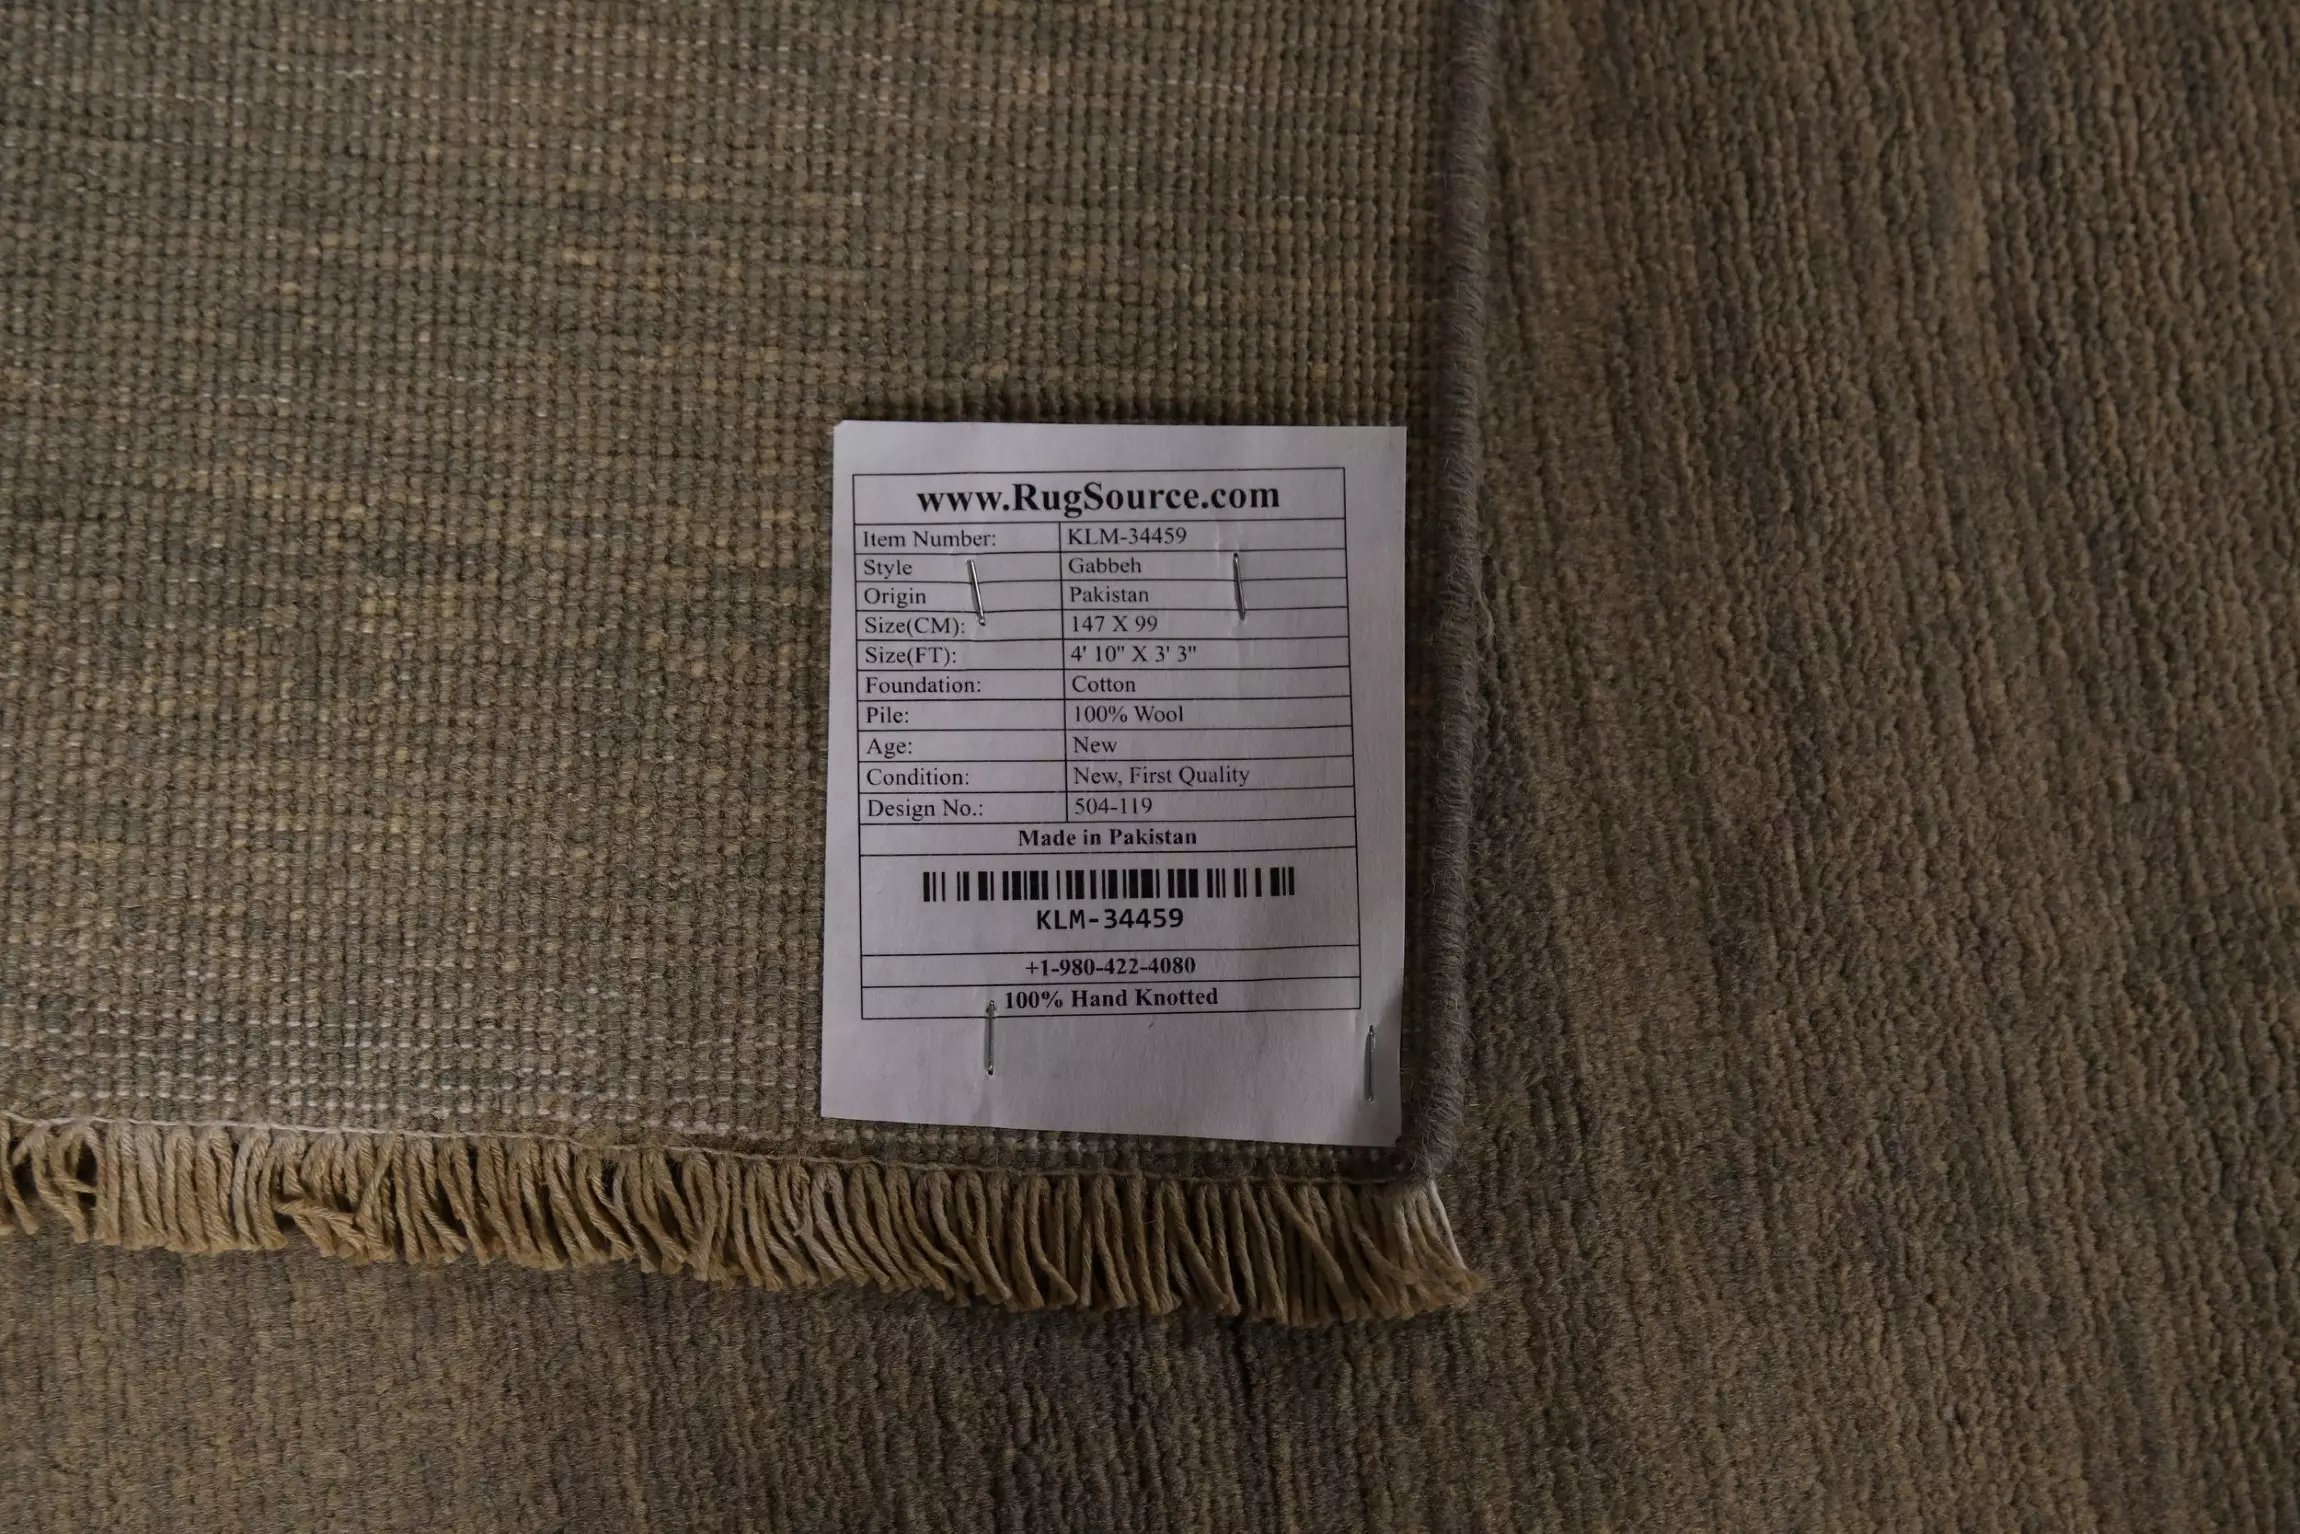 www.RugSource.com
Item Number: KLM-34459
Style Gabbeh
Origin Pakistan
Size(CM): 147 X 99
Size(FT): 4' 10" X 3' 3"
Foundation: Cotton
Pile: 100% Wool
Age: New
Condition: New, First Quality
Design No.: 504-119
Made in Pakistan
KLM-34459
+1-980-422-4080
100% Hand Knotted